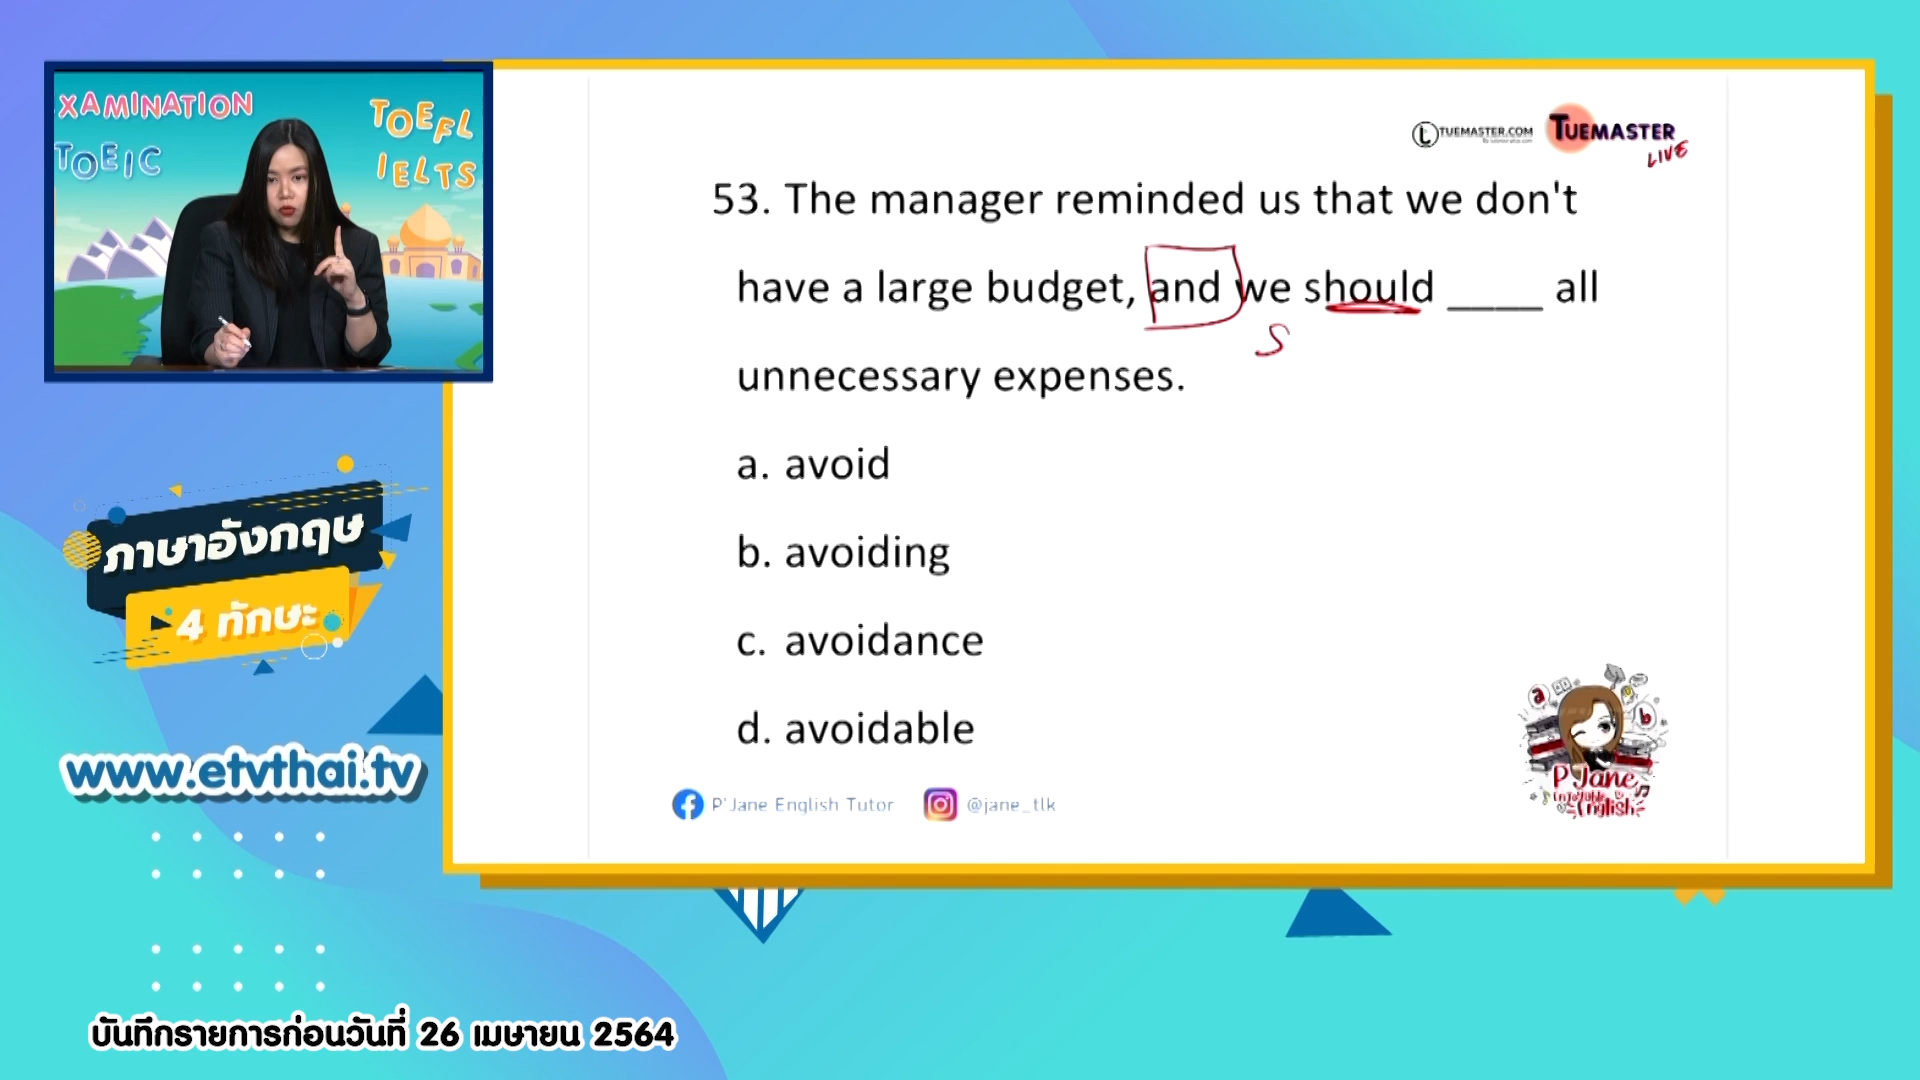 XAMINATION
TOEIC
TOEFL
IELTS
TUEMASTER.COM
TUEMASTER
LIVE
53. The manager reminded us that we don't
have a large budget, and we should ____ all
S
unnecessary expenses.
a. avoid
b. avoiding
c. avoidance
d. avoidable
P'Jane English Tutor
@jane_tlk
a
b
P'Jane
Enjoyable
English
ภาษาอังกฤษ
4 ทักษะ
www.etvthai.tv
บันทึกรายการก่อนวันที่ 26 เมษายน 2564